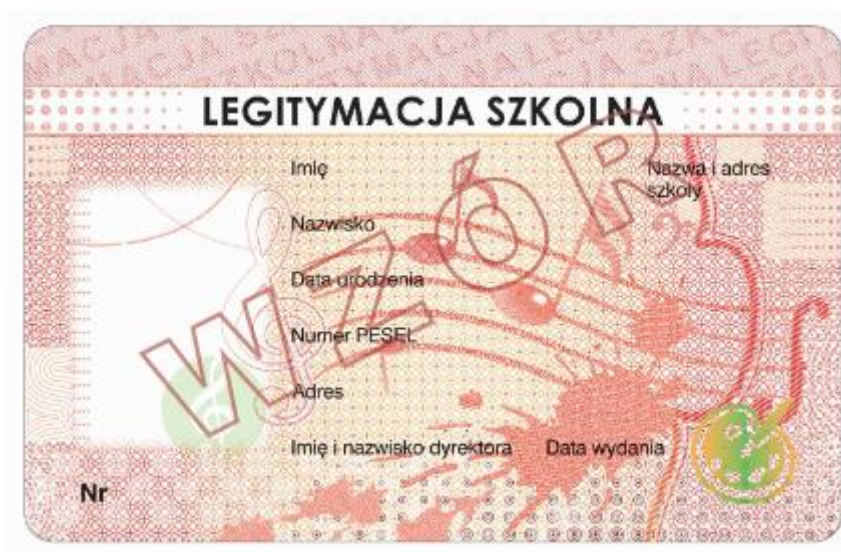 LEGITYMACJA SZKOLNA
Imię
Nazwa i adres
szkoły
Nazwisko
Data urodzenia
Numer PESEL
Adres
Imię i nazwisko dyrektora
Data wydania
Nr
WZÓR